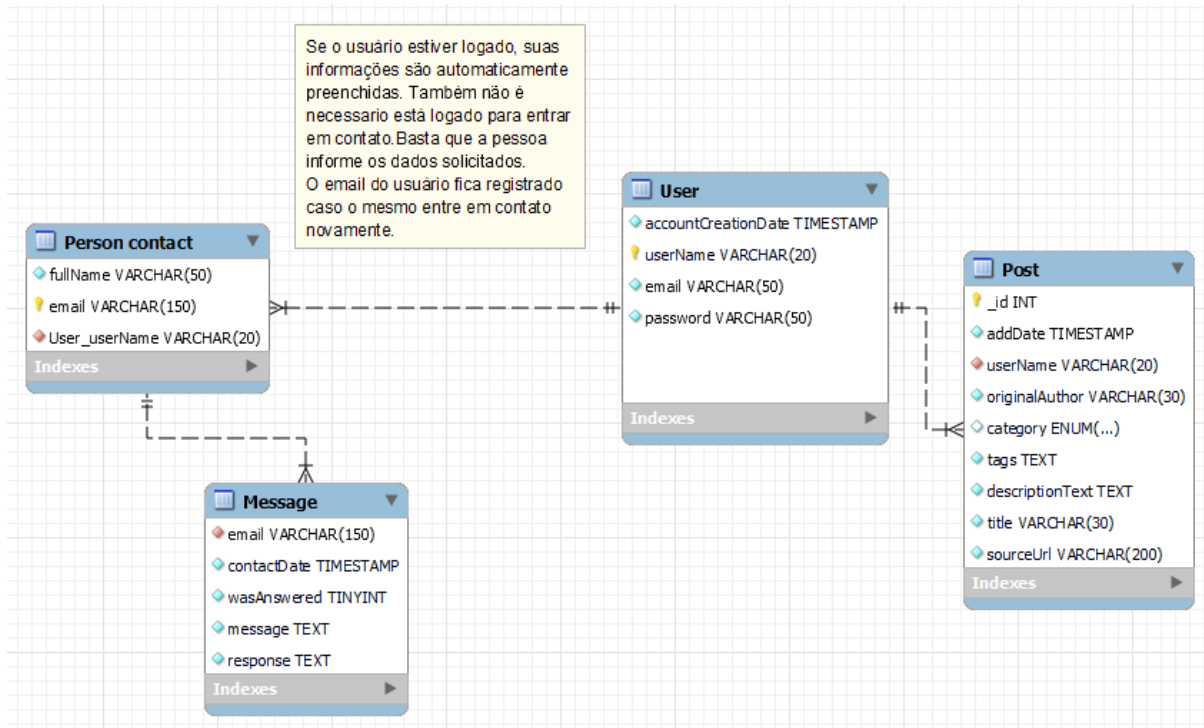 Se o usuário estiver logado, suas
informações são automaticamente
preenchidas. Também não é
necessario está logado para entrar
em contato.Basta que a pessoa
informe os dados solicitados.
O email do usuário fica registrado
caso o mesmo entre em contato
novamente.
Person contact
fullName VARCHAR(50)
email VARCHAR(150)
User_userName VARCHAR(20)
Indexes
User
accountCreationDate TIMESTAMP
userName VARCHAR(20)
email VARCHAR(50)
password VARCHAR(50)
Indexes
Post
_id INT
addDate TIMESTAMP
userName VARCHAR(20)
originalAuthor VARCHAR(30)
category ENUM(...)
tags TEXT
descriptionText TEXT
title VARCHAR(30)
sourceUrl VARCHAR(200)
Indexes
Message
email VARCHAR(150)
contactDate TIMESTAMP
wasAnswered TINYINT
message TEXT
response TEXT
Indexes